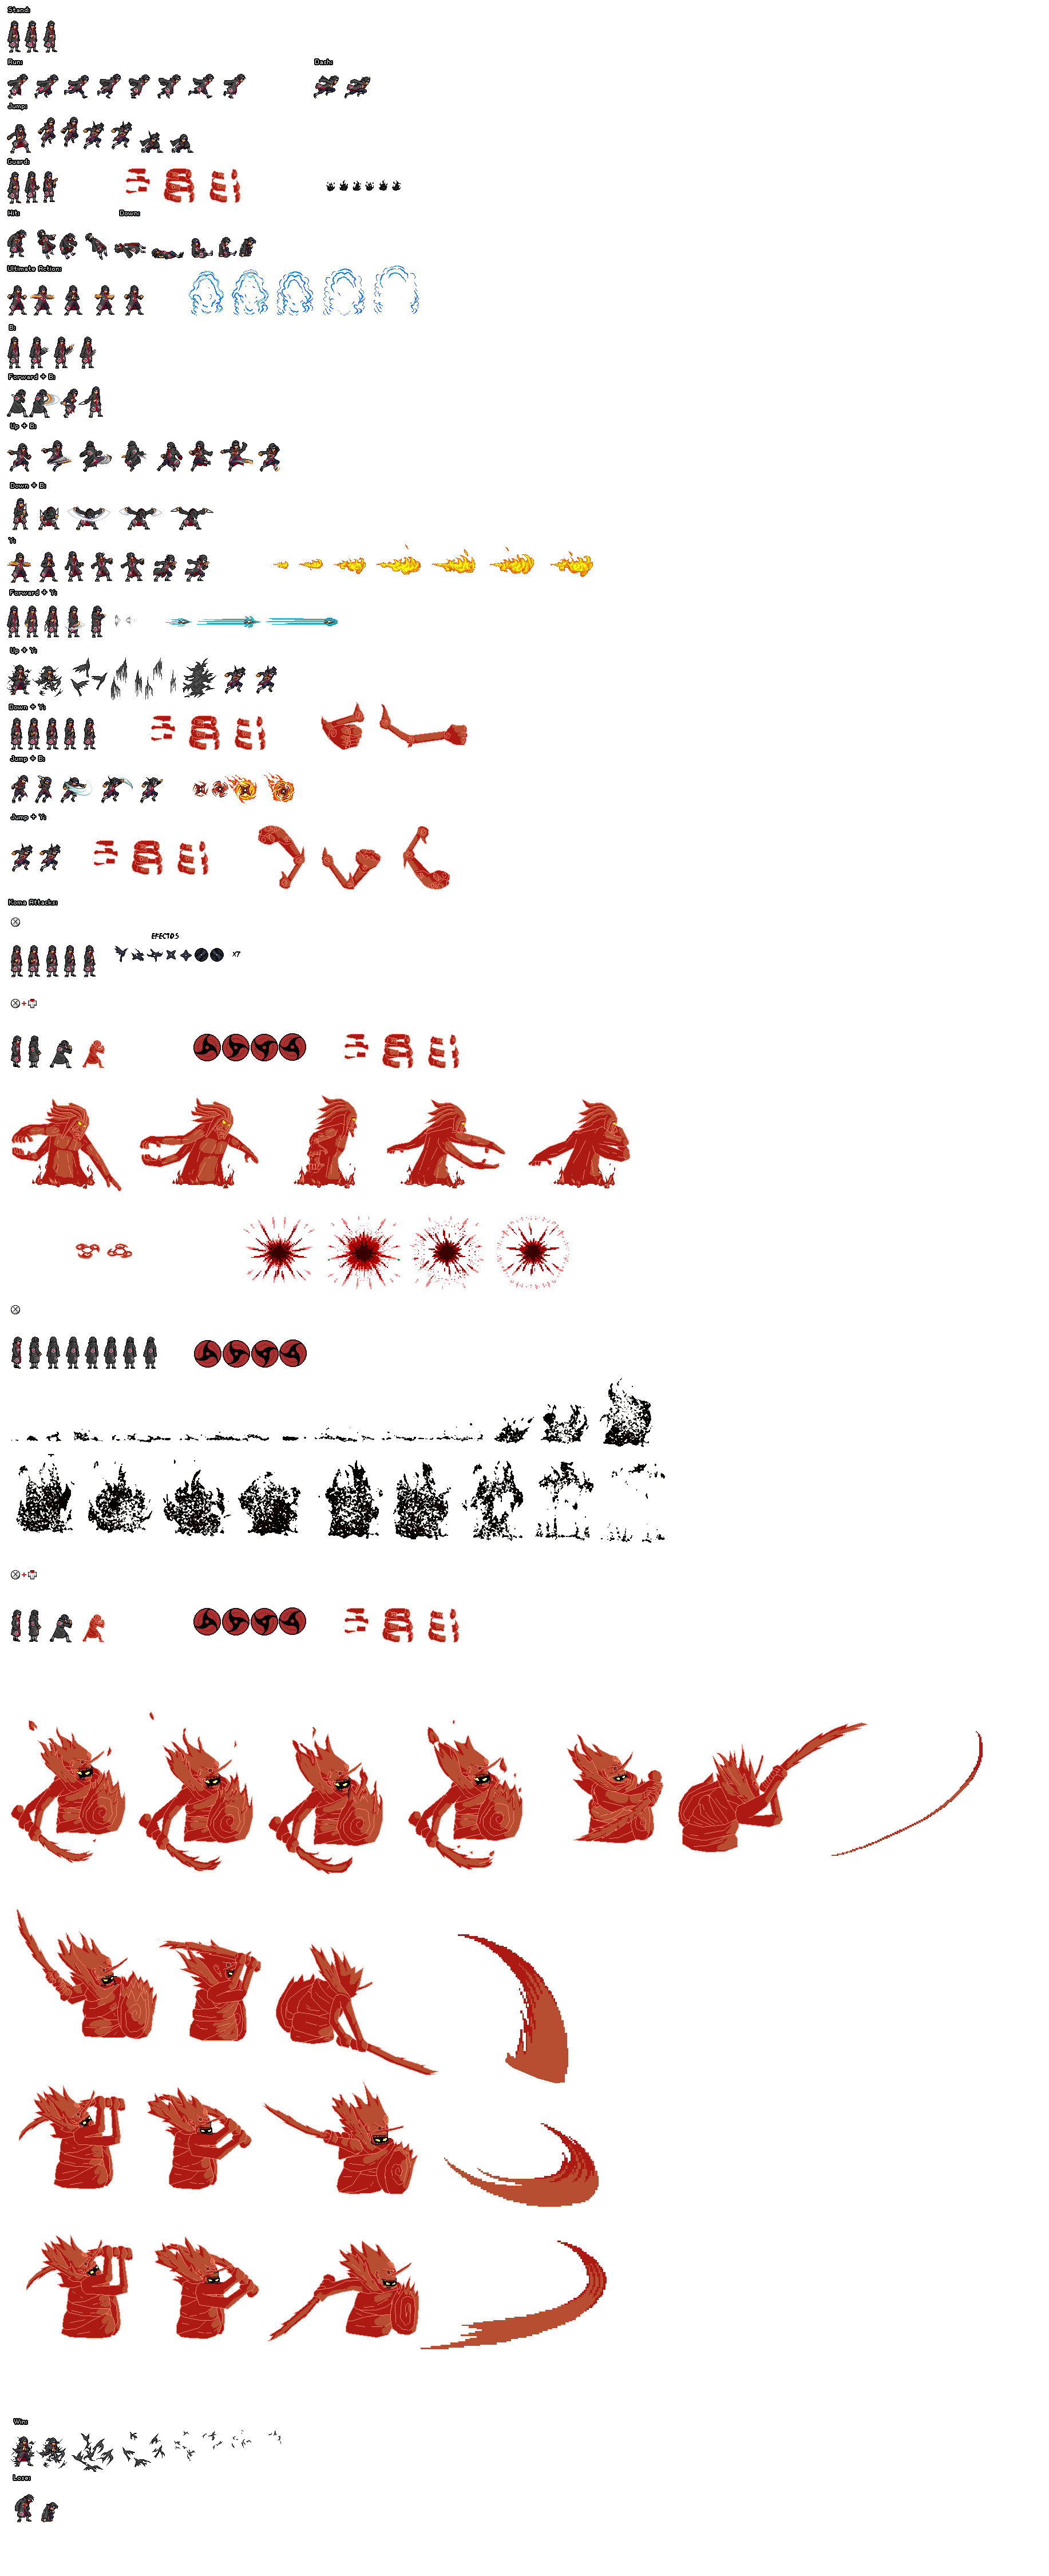 Stand:
Run: Dash:
Jump:
Guard:
Hit: Down:
Ultimate Action:
B:
Forward + B:
Up + B:
Down + B:
Y:
Forward + Y:
Up + Y:
Down + Y:
Jump + B:
Jump + Y:
Koma Attacks:
EFECTOS
X7
+
+
Win:
Lose: